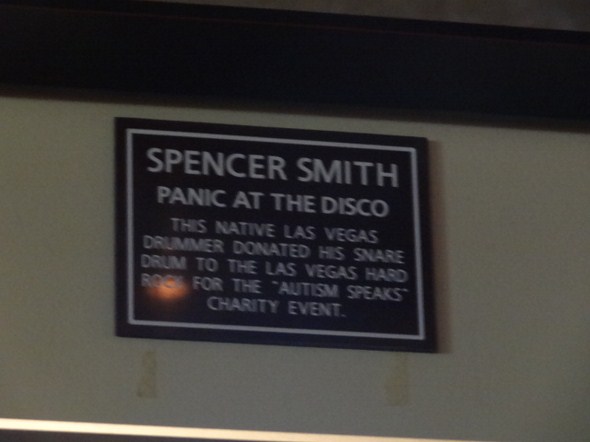 SPENCER SMITH
PANIC AT THE DISCO
THIS NATIVE LAS VEGAS
DRUMMER DONATED HIS SNARE
DRUM TO THE LAS VEGAS HARD
ROCK FOR THE "AUTISM SPEAKS"
CHARITY EVENT.